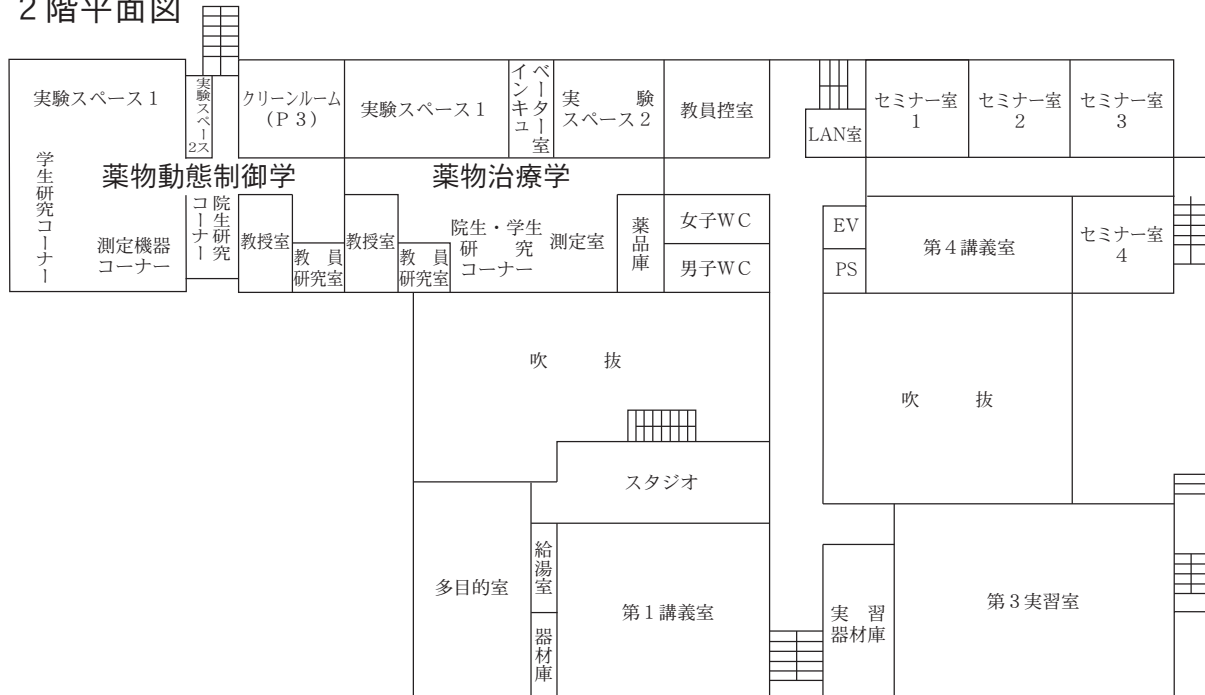 ２階平面図
実験スペース１
実験スペース2
クリーンルーム
（Ｐ３）
実験スペース１
インキュ
ベーター室
実　験
スペース２
教員控室
LAN室
セミナー室
1
セミナー室
2
セミナー室
3
薬物動態制御学
薬物治療学
学生研究コーナー
測定機器
コーナー
院生研究
コーナー
教授室
教　員
研究室
教授室
教　員
研究室
院生・学生
研　究
コーナー
測定室
薬品庫
女子ＷＣ
男子ＷＣ
EV
PS
第４講義室
セミナー室
4
吹　抜
吹　抜
スタジオ
多目的室
給湯室
器材庫
第１講義室
実　習
器材庫
第３実習室